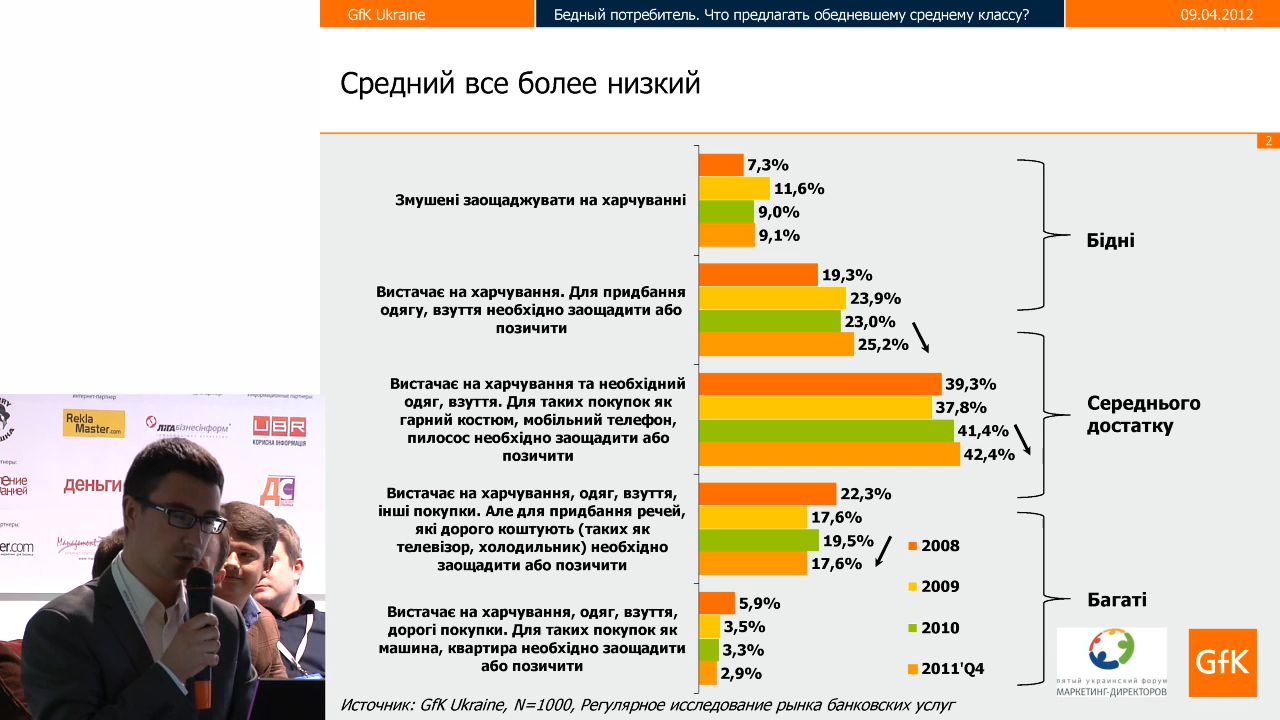 GfK Ukraine
Бедный потребитель. Что предлагать обедневшему среднему классу?
09.04.2012
Средний все более низкий
2
Змушені заощаджувати на харчуванні
7,3%
11,6%
9,0%
9,1%
Бідні
Вистачає на харчування. Для придбання
одягу, взуття необхідно заощадити або
позичити
19,3%
23,9%
23,0%
25,2%
Вистачає на харчування та необхідний
одяг, взуття. Для таких покупок як
гарний костюм, мобільний телефон,
пилосос необхідно заощадити або
позичити
39,3%
37,8%
41,4%
42,4%
Середнього
достатку
Вистачає на харчування, одяг, взуття,
інші покупки. Але для придбання речей,
які дорого коштують (таких як
телевізор, холодильник) необхідно
заощадити або позичити
22,3%
17,6%
19,5%
17,6%
Вистачає на харчування, одяг, взуття,
дорогі покупки. Для таких покупок як
машина, квартира необхідно заощадити
або позичити
5,9%
3,5%
3,3%
2,9%
2008
2009
2010
2011'Q4
Багаті
пятый украинский форум
МАРКЕТИНГ-ДИРЕКТОРОВ
GfK
Источник: GfK Ukraine, N=1000, Регулярное исследование рынка банковских услуг
Rekla
Master.com
ЛІГАбізнесінформ
UBR
КОРИСНА ІНФОРМАЦІЯ
деньги
ДС